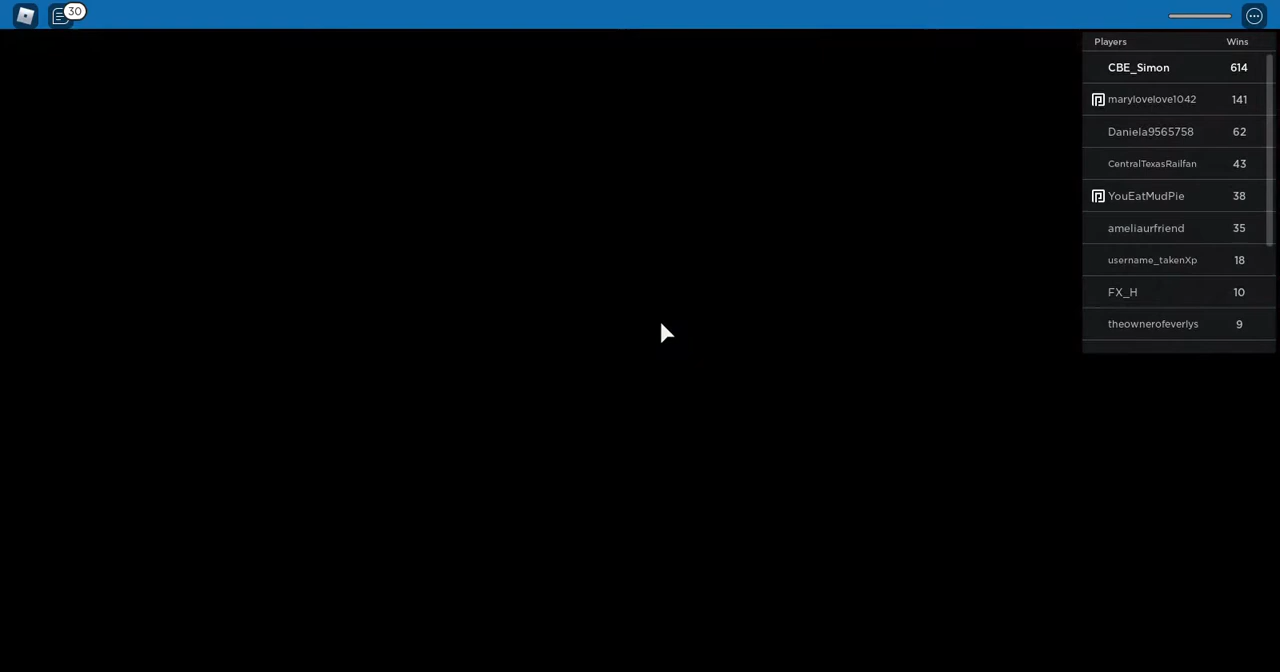 30
Players Wins
CBE_Simon 614
marylovelove1042 141
Daniela9565758 62
CentralTexasRailfan 43
YouEatMudPie 38
ameliaurfriend 35
username_takenXp 18
FX_H 10
theownerofeverlys 9